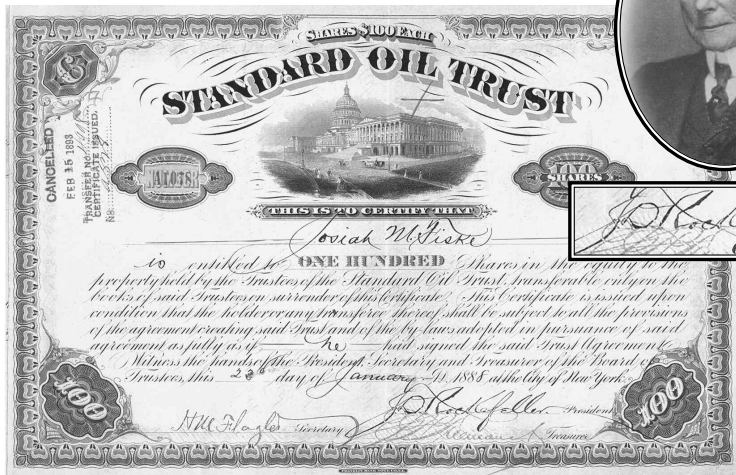 SHARES $100 EACH
STANDARD OIL TRUST
CANCELLED
FEB 15 1893
TRANSFER NO.
CERTIFICATE ISSUED.
NO.
A1078
100
SHARES
THIS IS TO CERTIFY THAT
Josiah M. Fiske
is entitled to ONE HUNDRED Shares in the equity to the
property held by the Trustees of the Standard Oil Trust, transferable only on the
books of said Trustees on surrender of this Certificate. This Certificate is issued upon
condition that the holder or any transferee thereof shall be subject to all the provisions
of the agreement creating said Trust and of the by-laws adopted in pursuance of said
agreement as fully as if he had signed the said Trust Agreement.
Witness the hands of the President, Secretary and Treasurer of the Board of
Trustees, this day of January A.D. 1888 at the City of New York.
100
H M Flagler Secretary
J D Rockefeller President
Treasurer
100